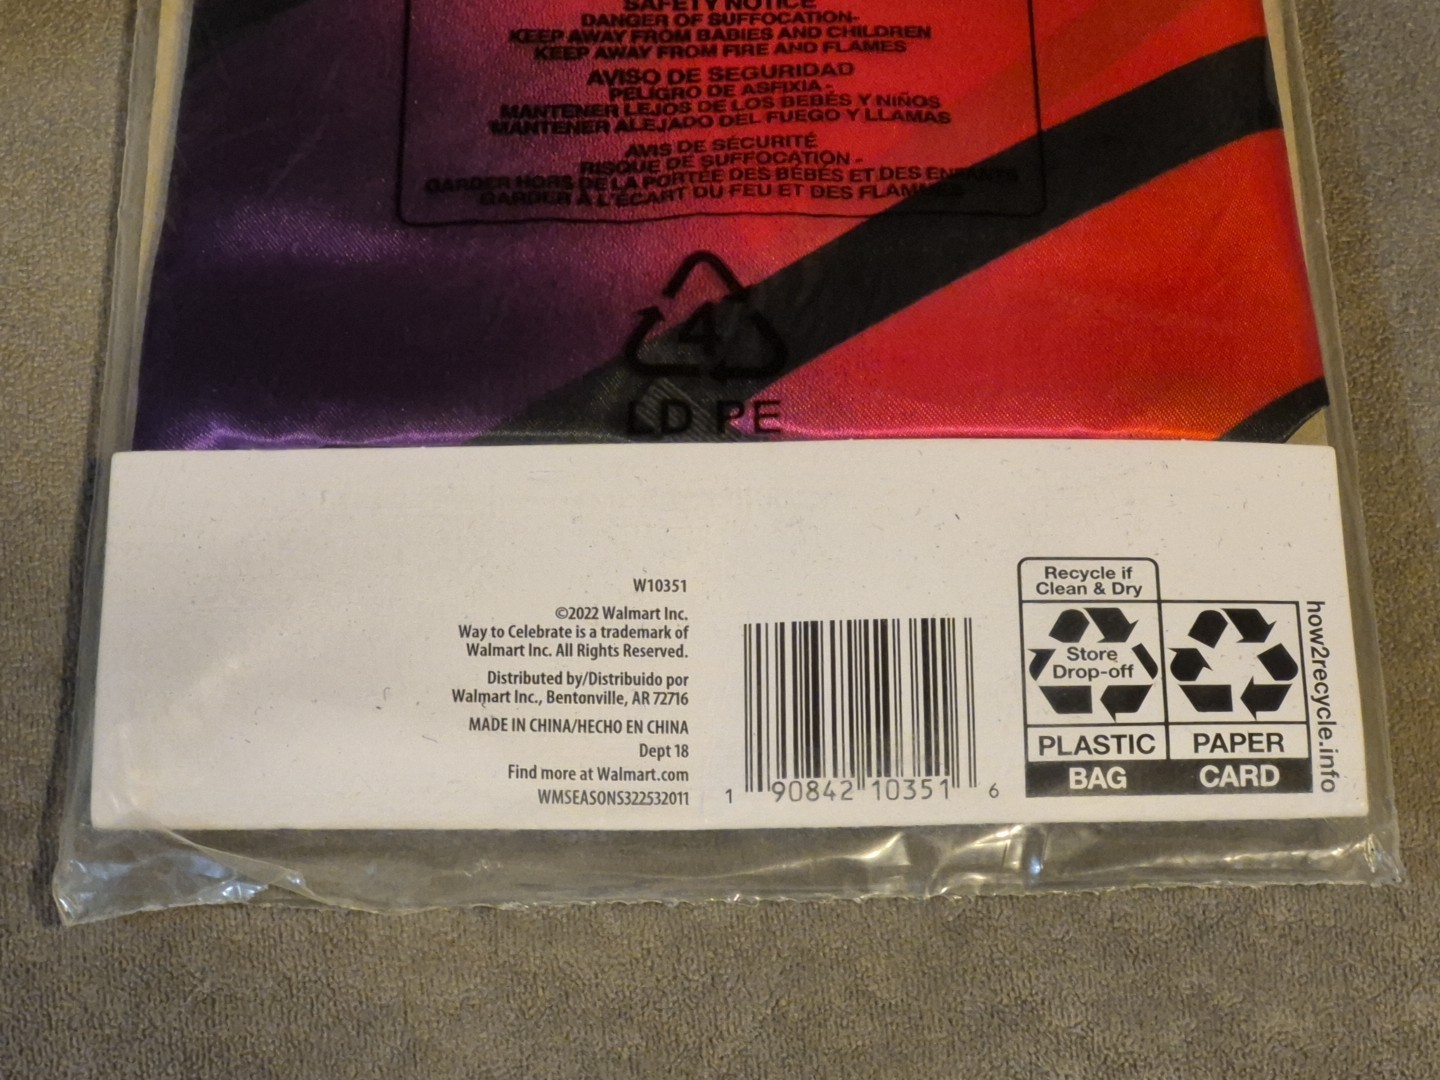 SAFETY NOTICE
DANGER OF SUFFOCATION-
KEEP AWAY FROM BABIES AND CHILDREN
KEEP AWAY FROM FIRE AND FLAMES
AVISO DE SEGURIDAD
PELIGRO DE ASFIXIA -
MANTENER LEJOS DE LOS BEBÉS Y NIÑOS
MANTENER ALEJADO DEL FUEGO Y LLAMAS
AVIS DE SÉCURITÉ
RISQUE DE SUFFOCATION -
GARDER HORS DE LA PORTÉE DES BÉBÉS ET DES ENFANTS
GARDER À L'ÉCART DU FEU ET DES FLAMMES
4
LD PE
W10351
©2022 Walmart Inc.
Way to Celebrate is a trademark of
Walmart Inc. All Rights Reserved.
Distributed by/Distribuido por
Walmart Inc., Bentonville, AR 72716
MADE IN CHINA/HECHO EN CHINA
Dept 18
Find more at Walmart.com
WMSEASONS322532011
1 90842 10351 6
Recycle if
Clean & Dry
Store
Drop-off
PLASTIC
BAG
PAPER
CARD
how2recycle.info